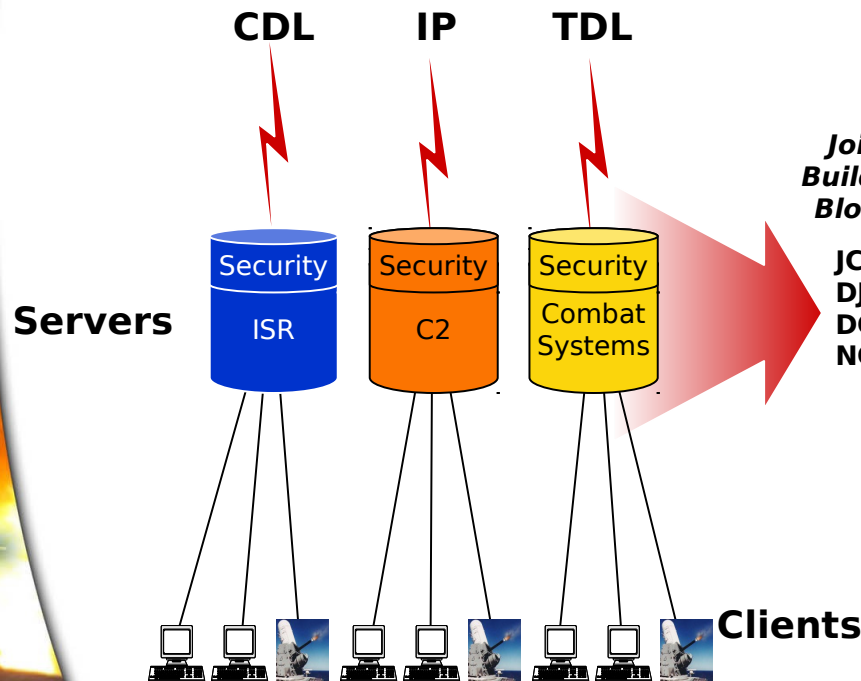 CDL IP TDL
Security Security Security
ISR C2 Combat
Systems
Servers
Clients